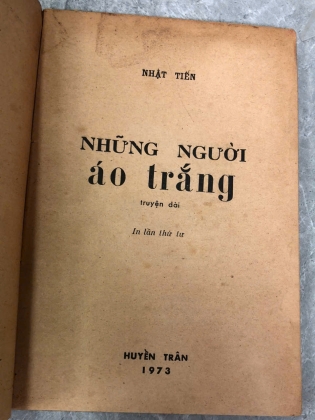 NHẬT TIẾN
NHỮNG NGƯỜI
áo trắng
truyện dài
In lần thứ tư
HUYỀN TRÂN
1973